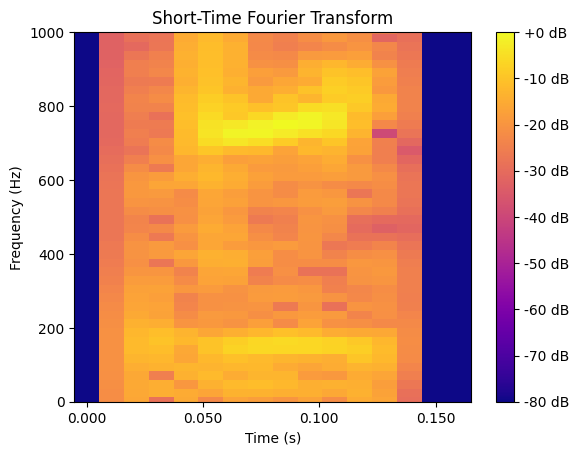 Short-Time Fourier Transform
1000
800
600
400
200
0
Frequency (Hz)
0.000
0.050
0.100
0.150
Time (s)
+0 dB
-10 dB
-20 dB
-30 dB
-40 dB
-50 dB
-60 dB
-70 dB
-80 dB